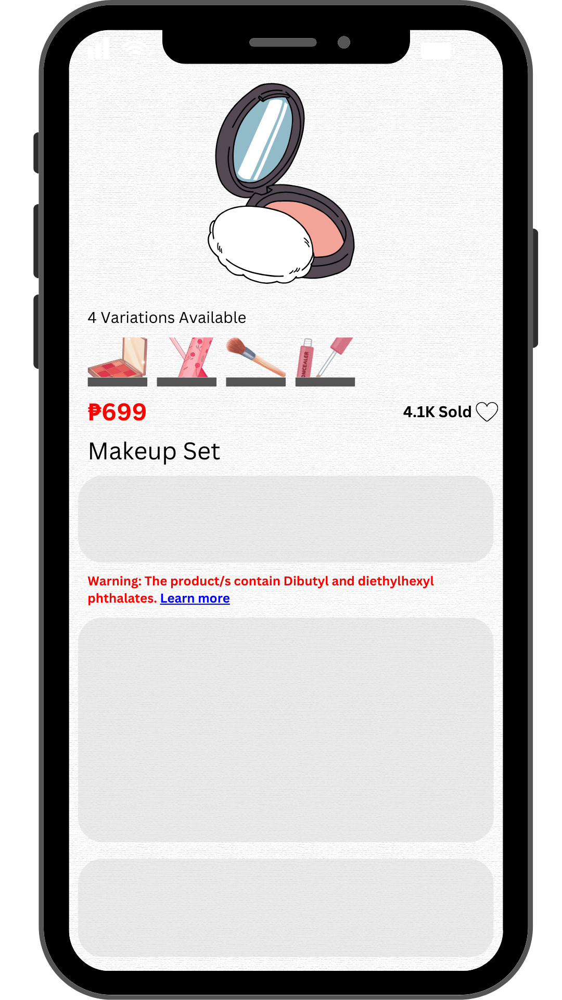 4 Variations Available
ONCEALER
₱699
4.1K Sold
Makeup Set
Warning: The product/s contain Dibutyl and diethylhexyl
phthalates. Learn more